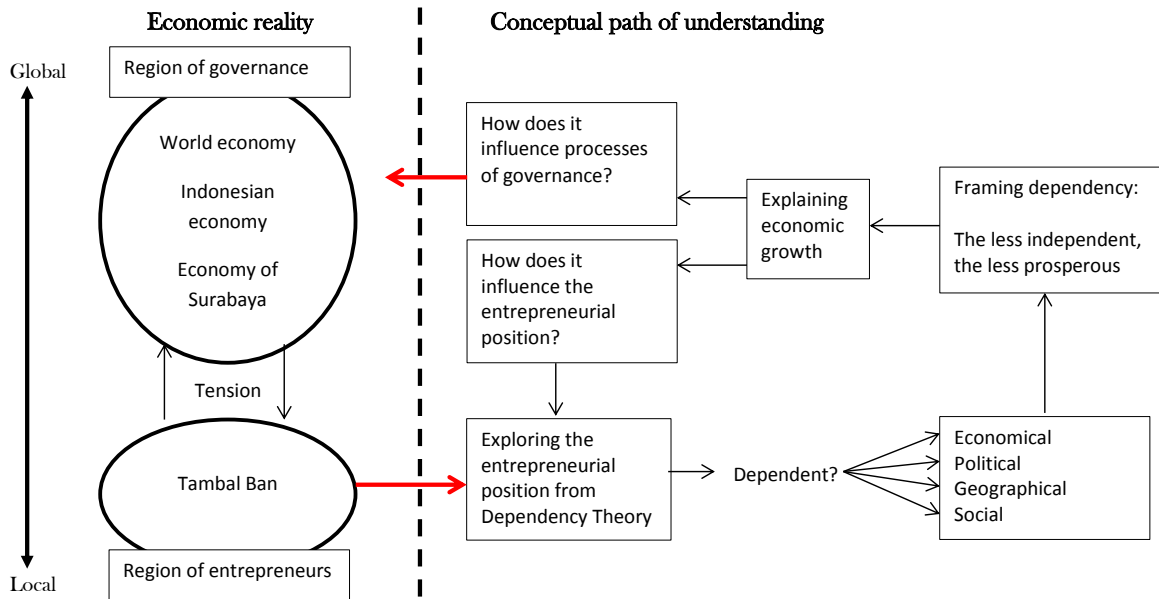 Economic reality
Conceptual path of understanding
Global
Region of governance
World economy
Indonesian
economy
Economy of
Surabaya
Tension
Tambal Ban
Region of entrepreneurs
Local
How does it
influence processes
of governance?
How does it
influence the
entrepreneurial
position?
Explaining
economic
growth
Framing dependency:
The less independent,
the less prosperous
Exploring the
entrepreneurial
position from
Dependency Theory
Dependent?
Economical
Political
Geographical
Social